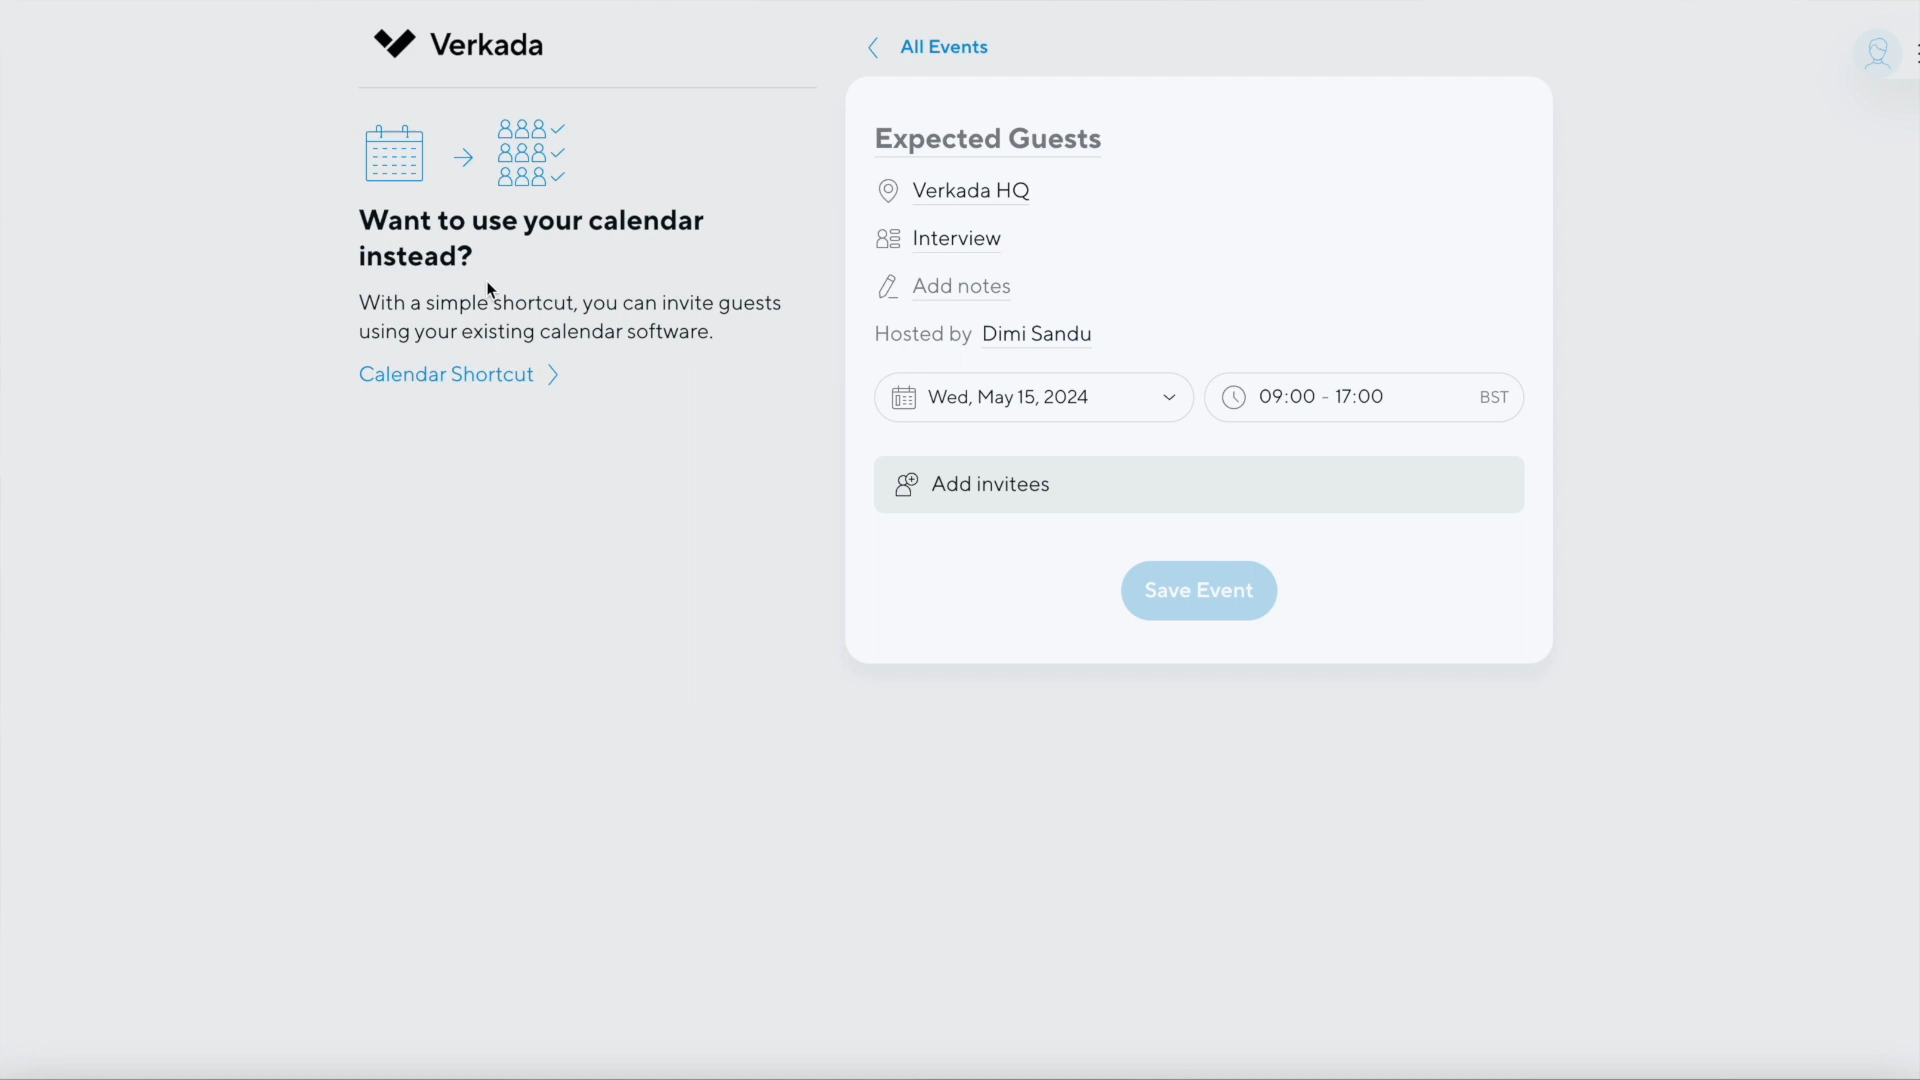 Verkada
All Events
Want to use your calendar
instead?
With a simple shortcut, you can invite guests
using your existing calendar software.
Calendar Shortcut
Expected Guests
Verkada HQ
Interview
Add notes
Hosted by Dimi Sandu
Wed, May 15, 2024
09:00 - 17:00 BST
Add invitees
Save Event